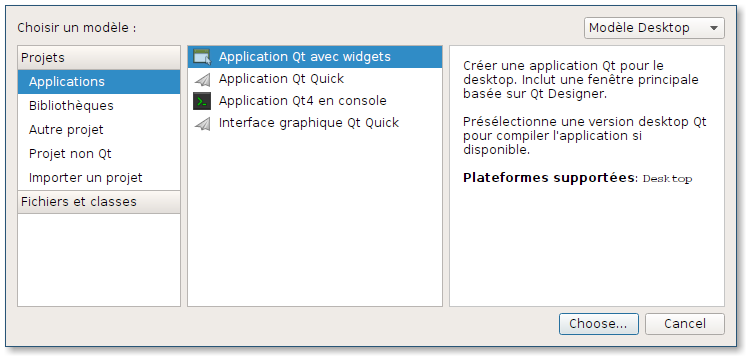 Choisir un modèle :
Modèle Desktop
Projets
Applications
Bibliothèques
Autre projet
Projet non Qt
Importer un projet
Fichiers et classes
Application Qt avec widgets
Application Qt Quick
Application Qt4 en console
Interface graphique Qt Quick
Créer une application Qt pour le
desktop. Inclut une fenêtre principale
basée sur Qt Designer.
Présélectionne une version desktop Qt
pour compiler l'application si
disponible.
Plateformes supportées: Desktop
Choose...
Cancel